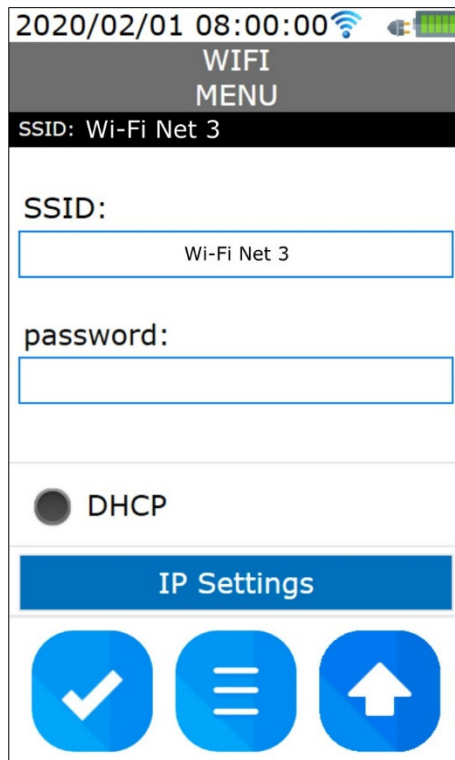 2020/02/01 08:00:00
WIFI
MENU
SSID: Wi-Fi Net 3
SSID:
Wi-Fi Net 3
password:
DHCP
IP Settings